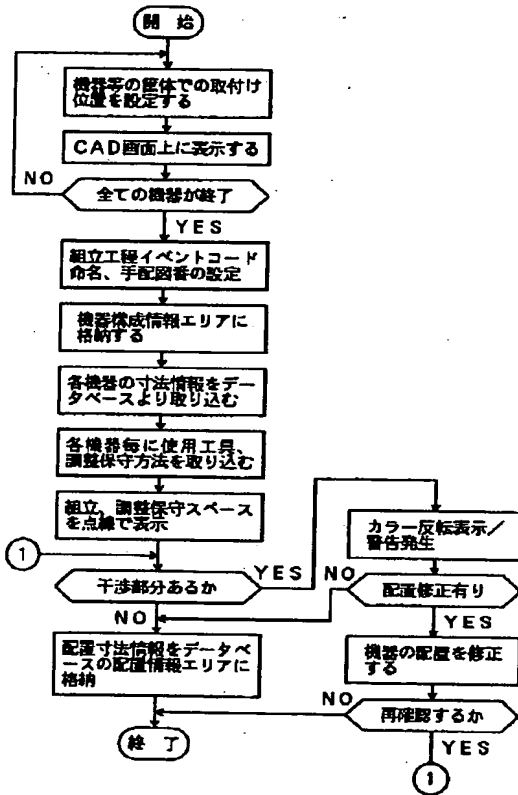 開 始
機器等の筐体での取付け
位置を設定する
CAD画面上に表示する
NO
全ての機器が終了
YES
組立工程イベントコード
命名、手配図番の設定
機器構成情報エリアに
格納する
各機器の寸法情報をデータ
ベースより取り込む
各機器毎に使用工具、
調整保守方法を取り込む
組立、調整保守スペース
を点線で表示
1
干渉部分あるか
YES
NO
カラー反転表示/
警告発生
NO
配置修正有り
YES
機器の配置を修正
する
NO
再確認するか
YES
1
配置寸法情報をデータベ
ースの配置情報エリアに
格納
終 了